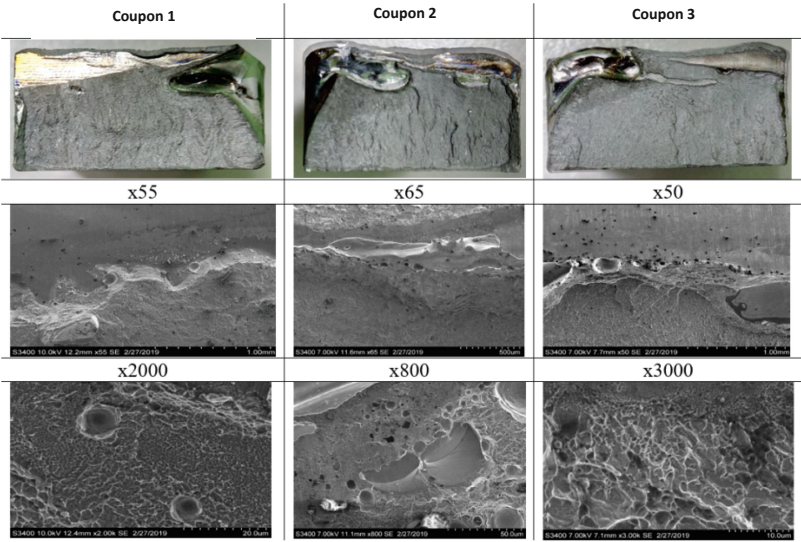 Coupon 1
Coupon 2
Coupon 3
x55
x65
x50
S3400 10.0kV 12.2mm x55 SE 2/27/2019
1.00mm
S3400 7.00kV 11.6mm x65 SE 2/27/2019
500um
S3400 7.00kV 7.7mm x50 SE 2/27/2019
1.00mm
x2000
x800
x3000
S3400 10.0kV 12.4mm x2.00k SE 2/27/2019
20.0um
S3400 7.00kV 11.1mm x800 SE 2/27/2019
50.0um
S3400 7.00kV 7.1mm x3.00k SE 2/27/2019
10.0um